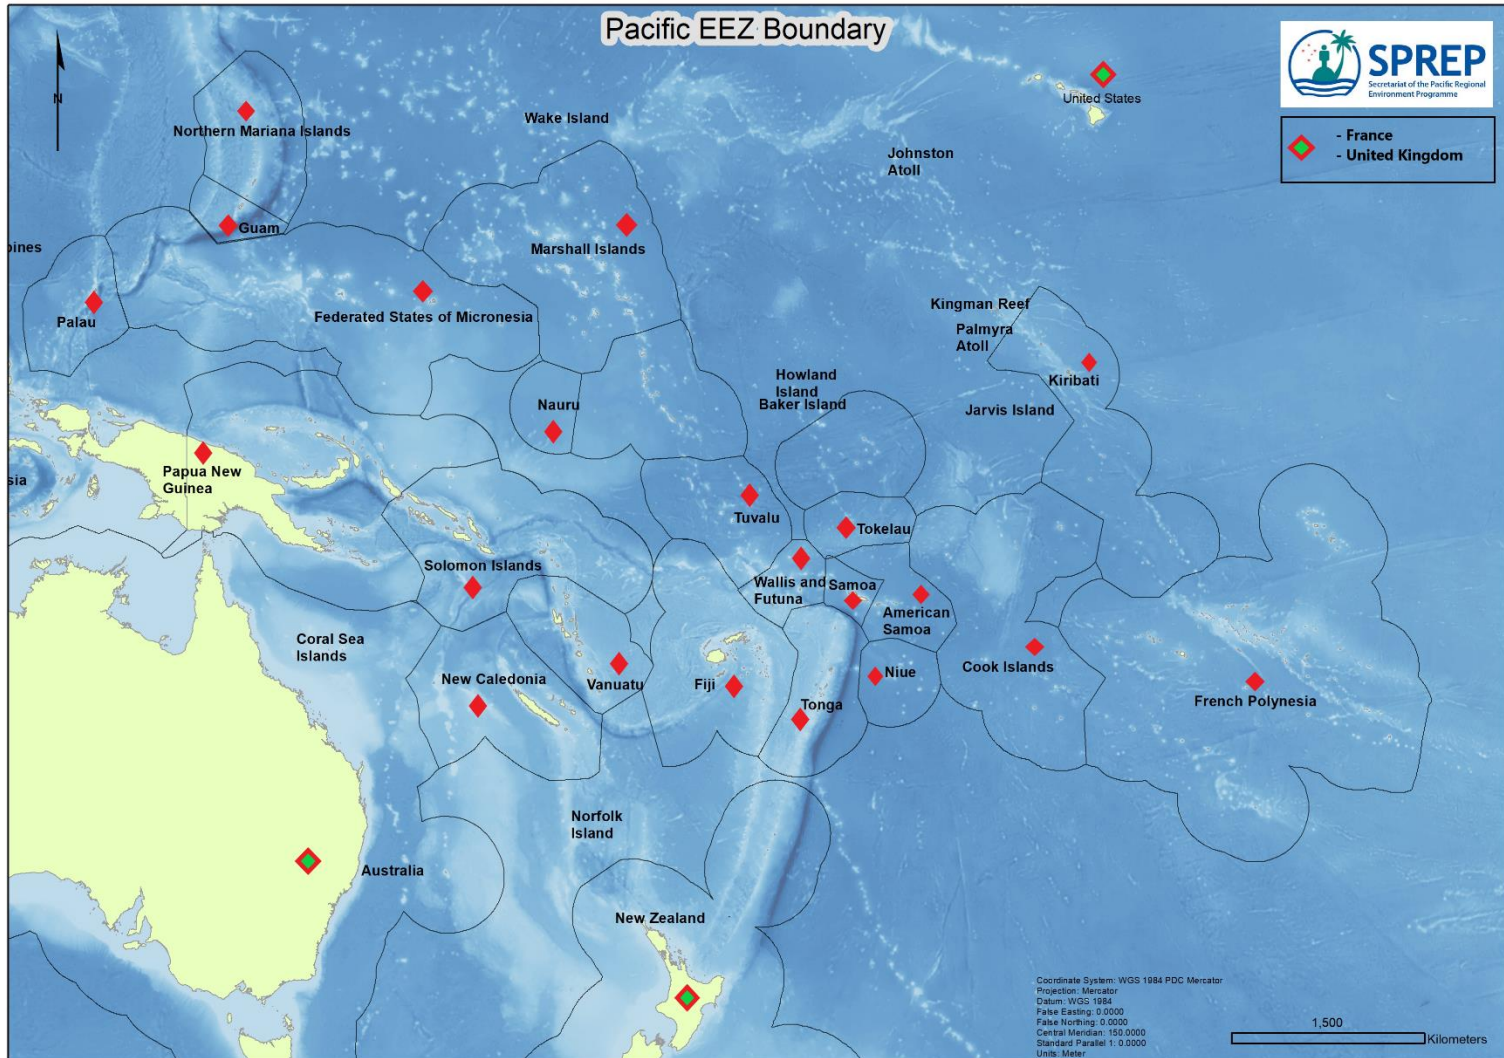 Pacific EEZ Boundary
SPREP
Secretariat of the Pacific Regional
Environment Programme
- France
- United Kingdom
N
United States
Northern Mariana Islands
Wake Island
Johnston
Atoll
Guam
pines
Marshall Islands
Palau
Federated States of Micronesia
Kingman Reef
Palmyra
Atoll
Kiribati
Howland
Island
Baker Island
Jarvis Island
Nauru
Papua New
Guinea
sia
Tuvalu
Tokelau
Solomon Islands
Wallis and
Futuna
Samoa
American
Samoa
Coral Sea
Islands
New Caledonia
Vanuatu
Fiji
Niue
Cook Islands
French Polynesia
Tonga
Norfolk
Island
Australia
New Zealand
Coordinate System: WGS 1984 PDC Mercator
Projection: Mercator
Datum: WGS 1984
False Easting: 0.0000
False Northing: 0.0000
Central Meridian: 150.0000
Standard Parallel 1: 0.0000
Units: Meter
1,500
Kilometers